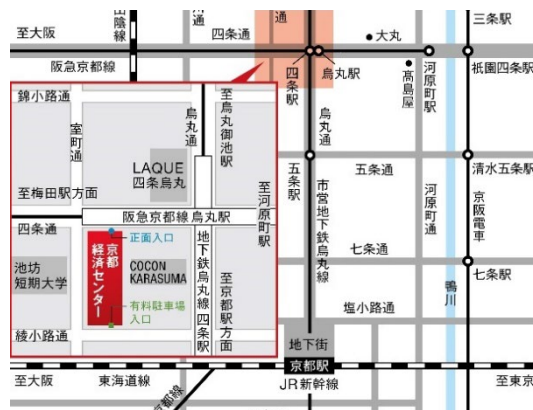 山陰線
三条駅
至大阪
四条通
大丸
阪急京都線
四条駅
烏丸駅
髙島屋
河原町駅
祇園四条駅
錦小路通
室町通
烏丸通
至烏丸御池駅
LAQUE
四条烏丸
至梅田駅方面
阪急京都線 烏丸駅
至河原町駅
四条通
正面入口
京都経済センター
池坊
短期大学
COCON
KARASUMA
地下鉄烏丸線 四条駅
至京都駅方面
有料駐車場
入口
綾小路通
烏丸通
五条駅
五条通
清水五条駅
市営地下鉄烏丸線
河原町通
京阪電車
七条通
七条駅
鴨川
塩小路通
地下街
京都駅
至大阪
東海道線
JR新幹線
至東京
京都線